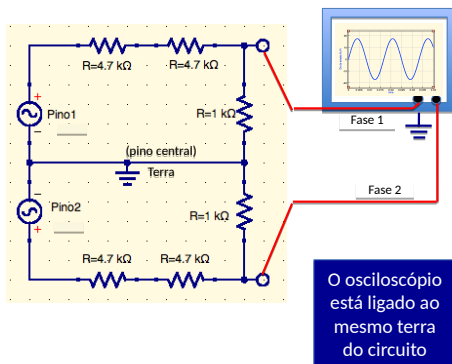 R=4.7 kΩ
R=4.7 kΩ
+
Pino1
R=1 kΩ
Fase 1
−
(pino central)
Terra
−
Pino2
R=1 kΩ
Fase 2
+
R=4.7 kΩ
R=4.7 kΩ
O osciloscópio
está ligado ao
mesmo terra
do circuito